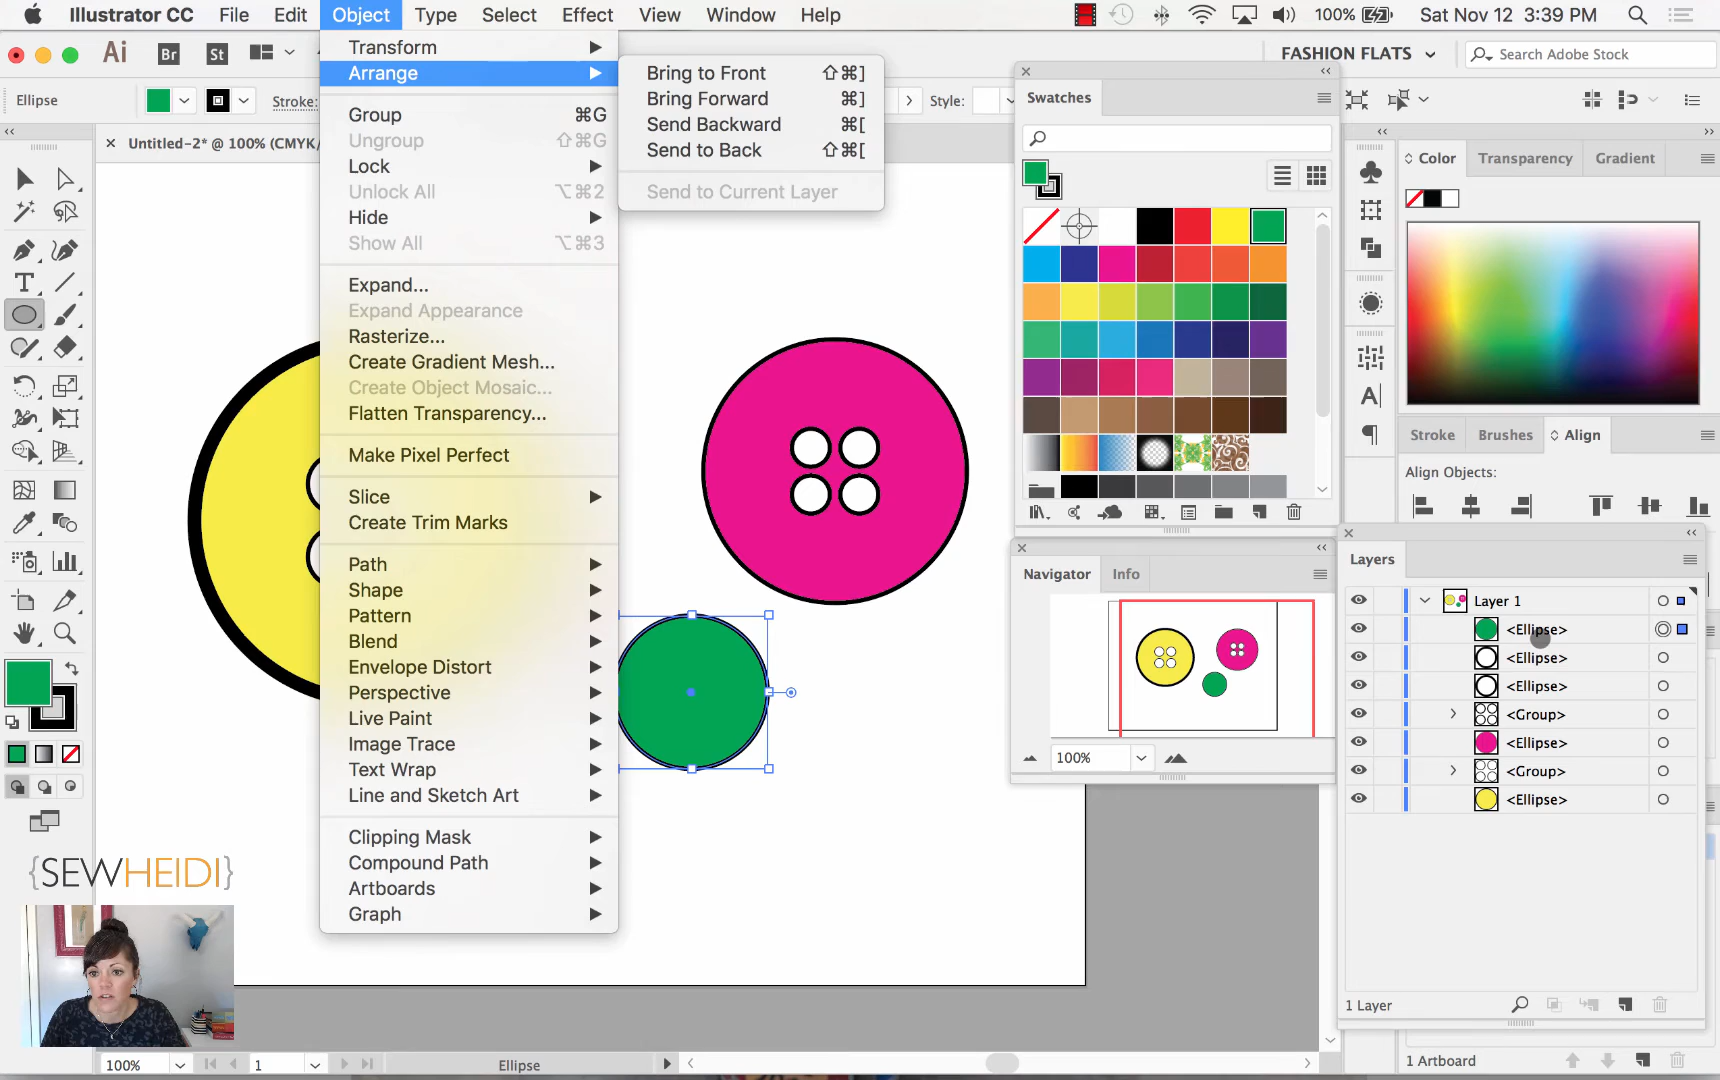 Illustrator CC File Edit Object Type Select Effect View Window Help 100% Sat Nov 12 3:39 PM
Ai Br St FASHION FLATS Search Adobe Stock
Ellipse Stroke: Style:
Untitled-2* @ 100% (CMYK/
Transform
Arrange
Group ⌘G
Ungroup ⇧⌘G
Lock
Unlock All ⌥⌘2
Hide
Show All ⌥⌘3
Expand...
Expand Appearance
Rasterize...
Create Gradient Mesh...
Create Object Mosaic...
Flatten Transparency...
Make Pixel Perfect
Slice
Create Trim Marks
Path
Shape
Pattern
Blend
Envelope Distort
Perspective
Live Paint
Image Trace
Text Wrap
Line and Sketch Art
Clipping Mask
Compound Path
Artboards
Graph
Bring to Front ⇧⌘]
Bring Forward ⌘]
Send Backward ⌘[
Send to Back ⇧⌘[
Send to Current Layer
Swatches
Color Transparency Gradient
Stroke Brushes Align
Align Objects:
Navigator Info
100%
Layers
Layer 1
<Ellipse>
<Ellipse>
<Ellipse>
<Group>
<Ellipse>
<Group>
<Ellipse>
1 Layer
{SEWHEIDI}
100% 1 Ellipse
1 Artboard